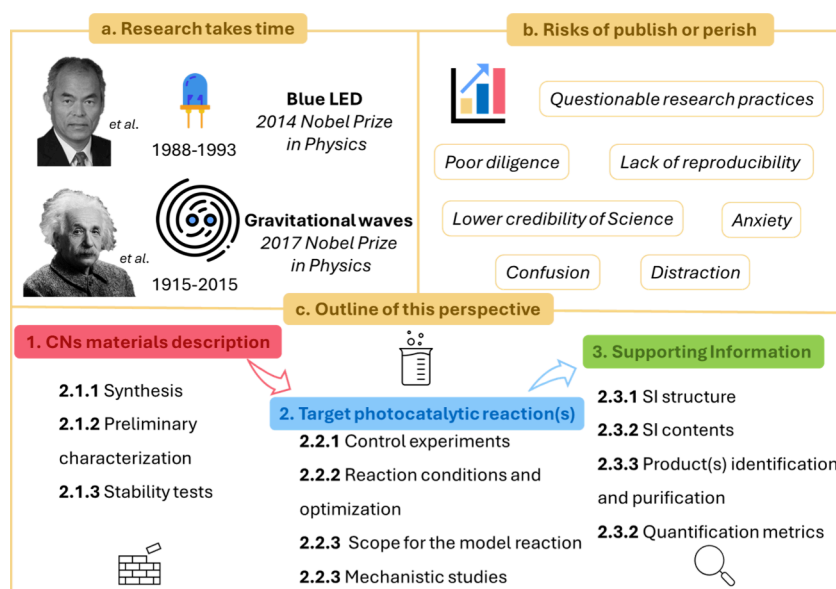 a. Research takes time
et al.
1988-1993
Blue LED
2014 Nobel Prize
in Physics
et al.
1915-2015
Gravitational waves
2017 Nobel Prize
in Physics
b. Risks of publish or perish
Questionable research practices
Poor diligence
Lack of reproducibility
Lower credibility of Science
Anxiety
Confusion
Distraction
c. Outline of this perspective
1. CNs materials description
2.1.1 Synthesis
2.1.2 Preliminary
characterization
2.1.3 Stability tests
2. Target photocatalytic reaction(s)
2.2.1 Control experiments
2.2.2 Reaction conditions and
optimization
2.2.3 Scope for the model reaction
2.2.3 Mechanistic studies
3. Supporting Information
2.3.1 SI structure
2.3.2 SI contents
2.3.3 Product(s) identification
and purification
2.3.2 Quantification metrics